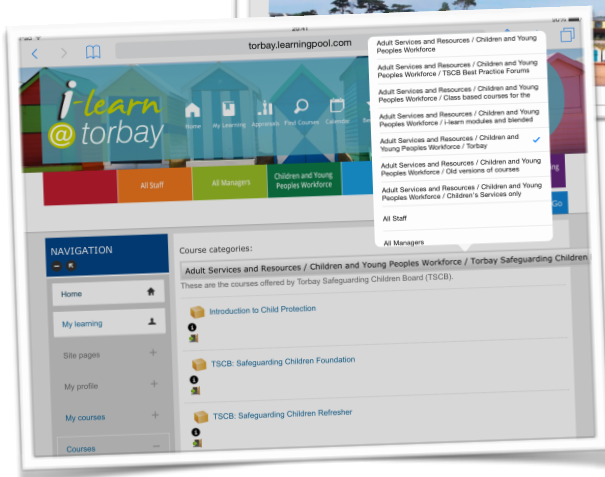 20:41
50%
torbay.learningpool.com
i-learn
@ torbay
Home
My Learning
Appraisals
Find Courses
Calendar
All Staff
All Managers
Children and Young
Peoples Workforce
Go
Adult Services and Resources / Children and Young
Peoples Workforce
Adult Services and Resources / Children and Young
Peoples Workforce / TSCB Best Practice Forums
Adult Services and Resources / Children and Young
Peoples Workforce / Class based courses for the
Adult Services and Resources / Children and Young
Peoples Workforce / i-learn modules and blended
Adult Services and Resources / Children and
Young Peoples Workforce / Torbay
Adult Services and Resources / Children and Young
Peoples Workforce / Old versions of courses
Adult Services and Resources / Children and Young
Peoples Workforce / Children's Services only
All Staff
All Managers
NAVIGATION
Home
My learning
Site pages
My profile
My courses
Courses
Course categories:
Adult Services and Resources / Children and Young Peoples Workforce / Torbay Safeguarding Children
These are the courses offered by Torbay Safeguarding Children Board (TSCB).
Introduction to Child Protection
TSCB: Safeguarding Children Foundation
TSCB: Safeguarding Children Refresher